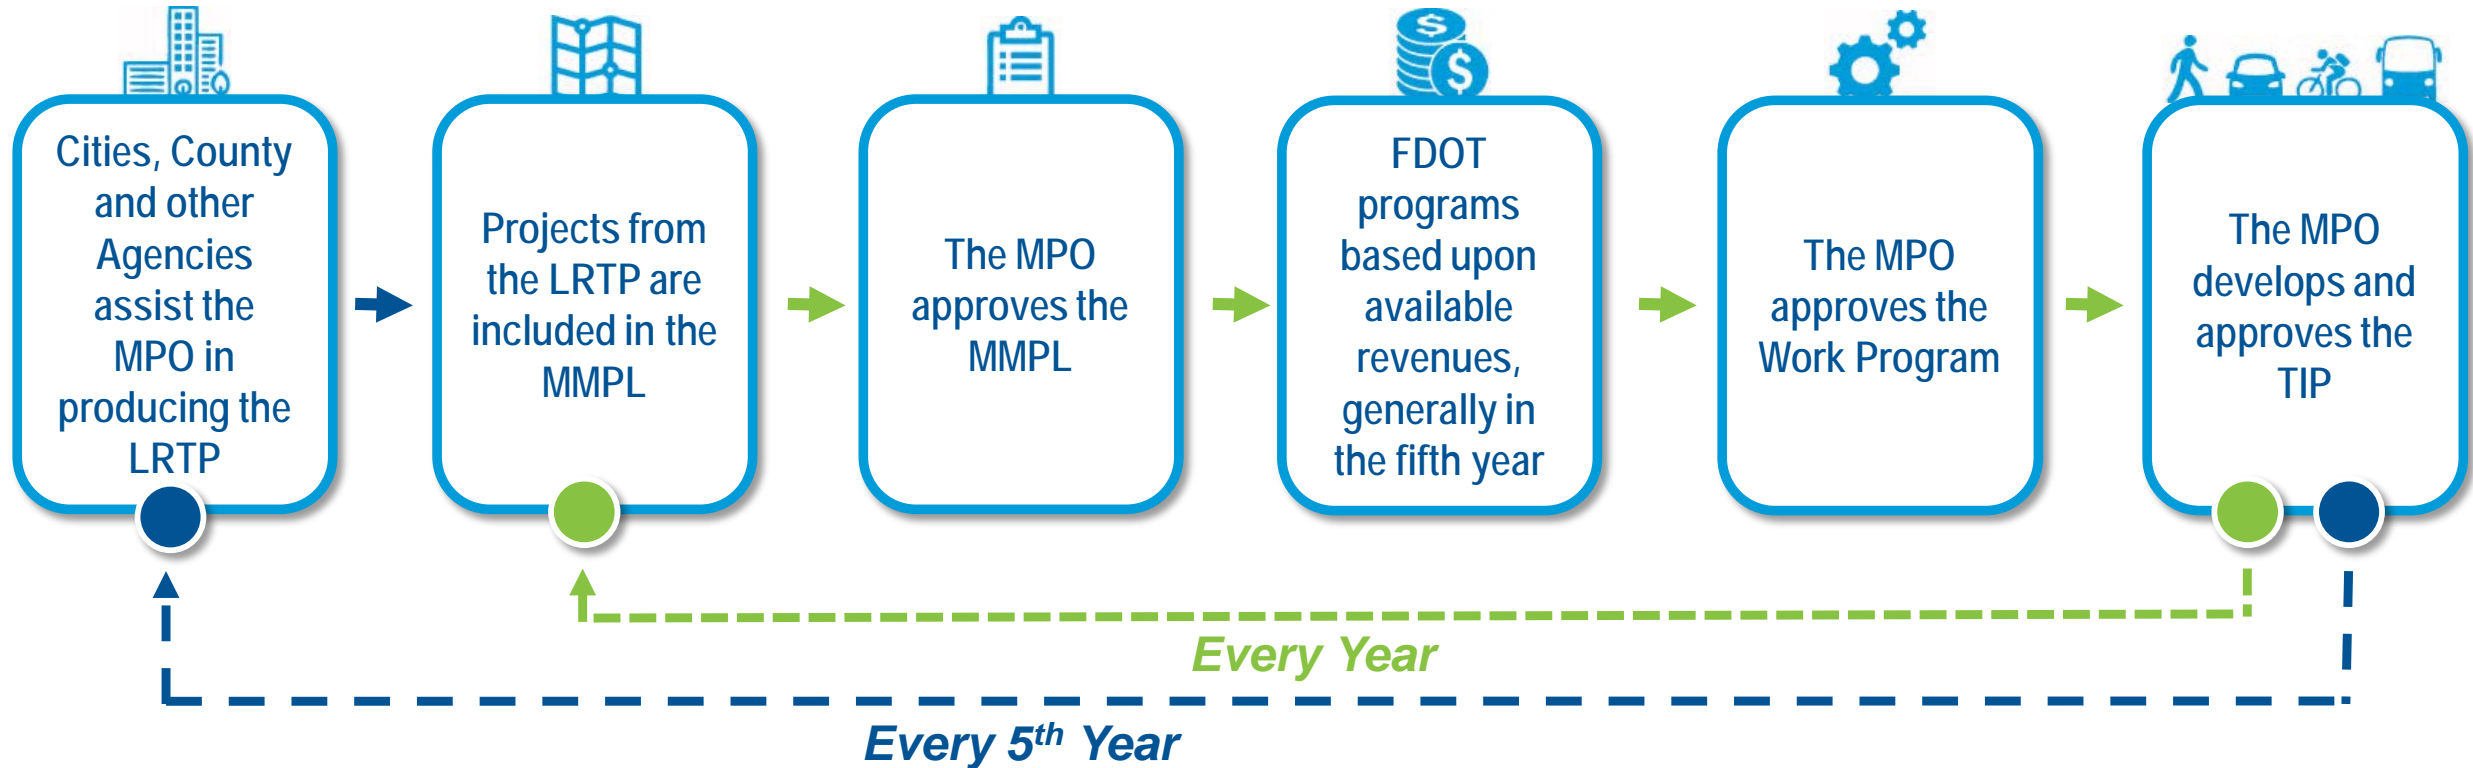 Cities, County
and other
Agencies
assist the
MPO in
producing the
LRTP
Projects from
the LRTP are
included in the
MMPL
The MPO
approves the
MMPL
FDOT
programs
based upon
available
revenues,
generally in
the fifth year
The MPO
approves the
Work Program
The MPO
develops and
approves the
TIP
Every Year
Every 5th Year